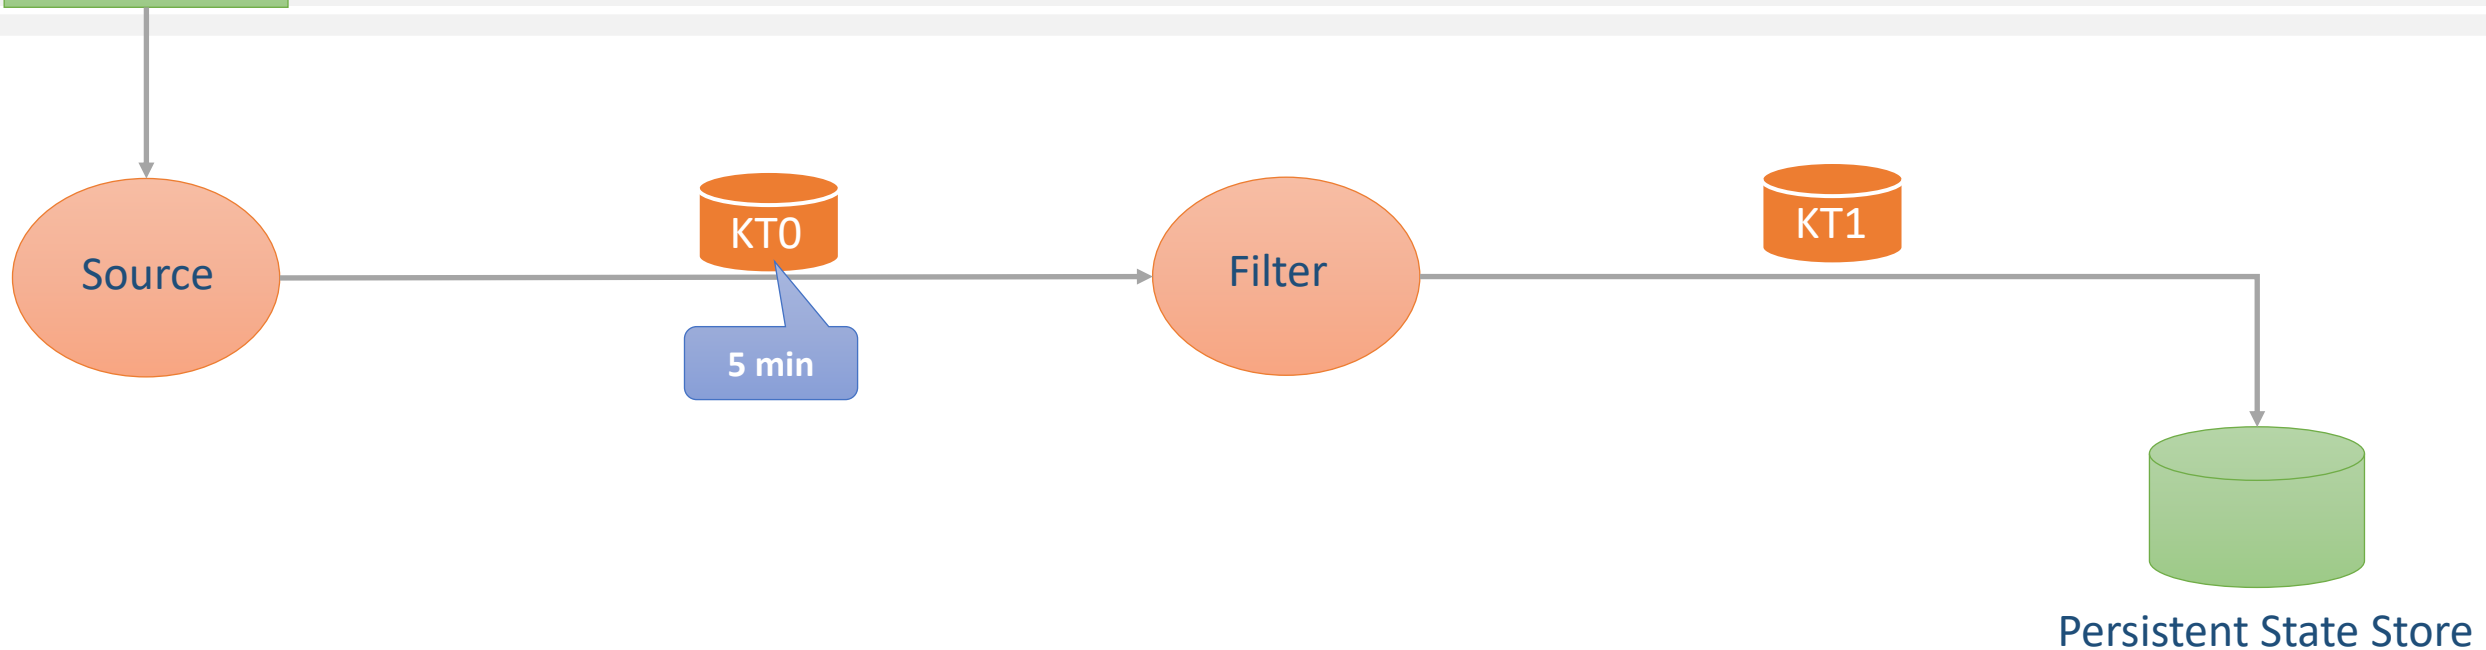 KT0
KT1
Source
Filter
5 min
Persistent State Store